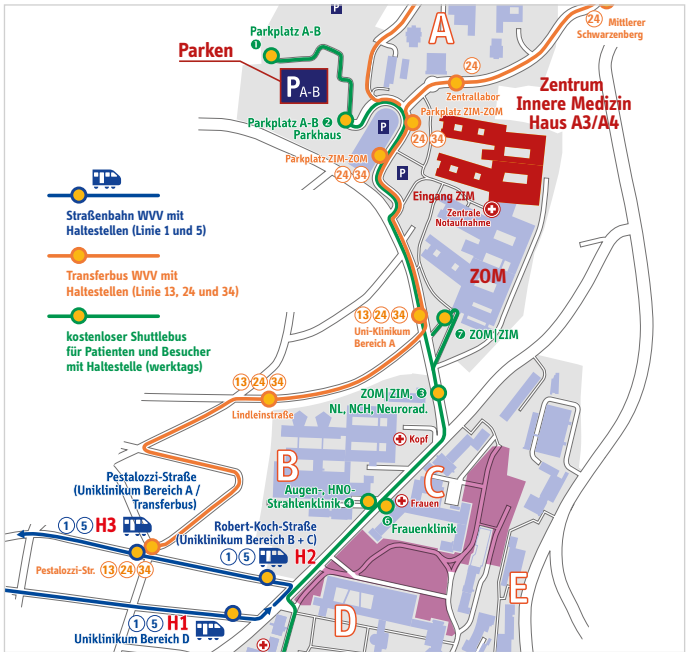 P
A
24 Mittlerer
Schwarzenberg
Parkplatz A-B
1
Parken
P A-B
24
Zentrallabor
Zentrum
Innere Medizin
Haus A3/A4
Parkplatz A-B 2
Parkhaus
P
Parkplatz ZIM-ZOM
24 34
Parkplatz ZIM-ZOM
24 34
P
Eingang ZIM
Zentrale
Notaufnahme
Straßenbahn WVV mit
Haltestellen (Linie 1 und 5)
Transferbus WVV mit
Haltestellen (Linie 13, 24 und 34)
kostenloser Shuttlebus
für Patienten und Besucher
mit Haltestelle (werktags)
ZOM
13 24 34
Uni-Klinikum
Bereich A
7 ZOM|ZIM
13 24 34
Lindleinstraße
ZOM|ZIM, 3
NL, NCH, Neurorad.
Kopf
B
C
Augen-, HNO-
Strahlenklinik 4
Frauen
6
Frauenklinik
Pestalozzi-Straße
(Uniklinikum Bereich A /
Transferbus)
1 5 H3
Robert-Koch-Straße
(Uniklinikum Bereich B + C)
1 5 H2
Pestalozzi-Str. 13 24 34
E
D
1 5 H1
Uniklinikum Bereich D